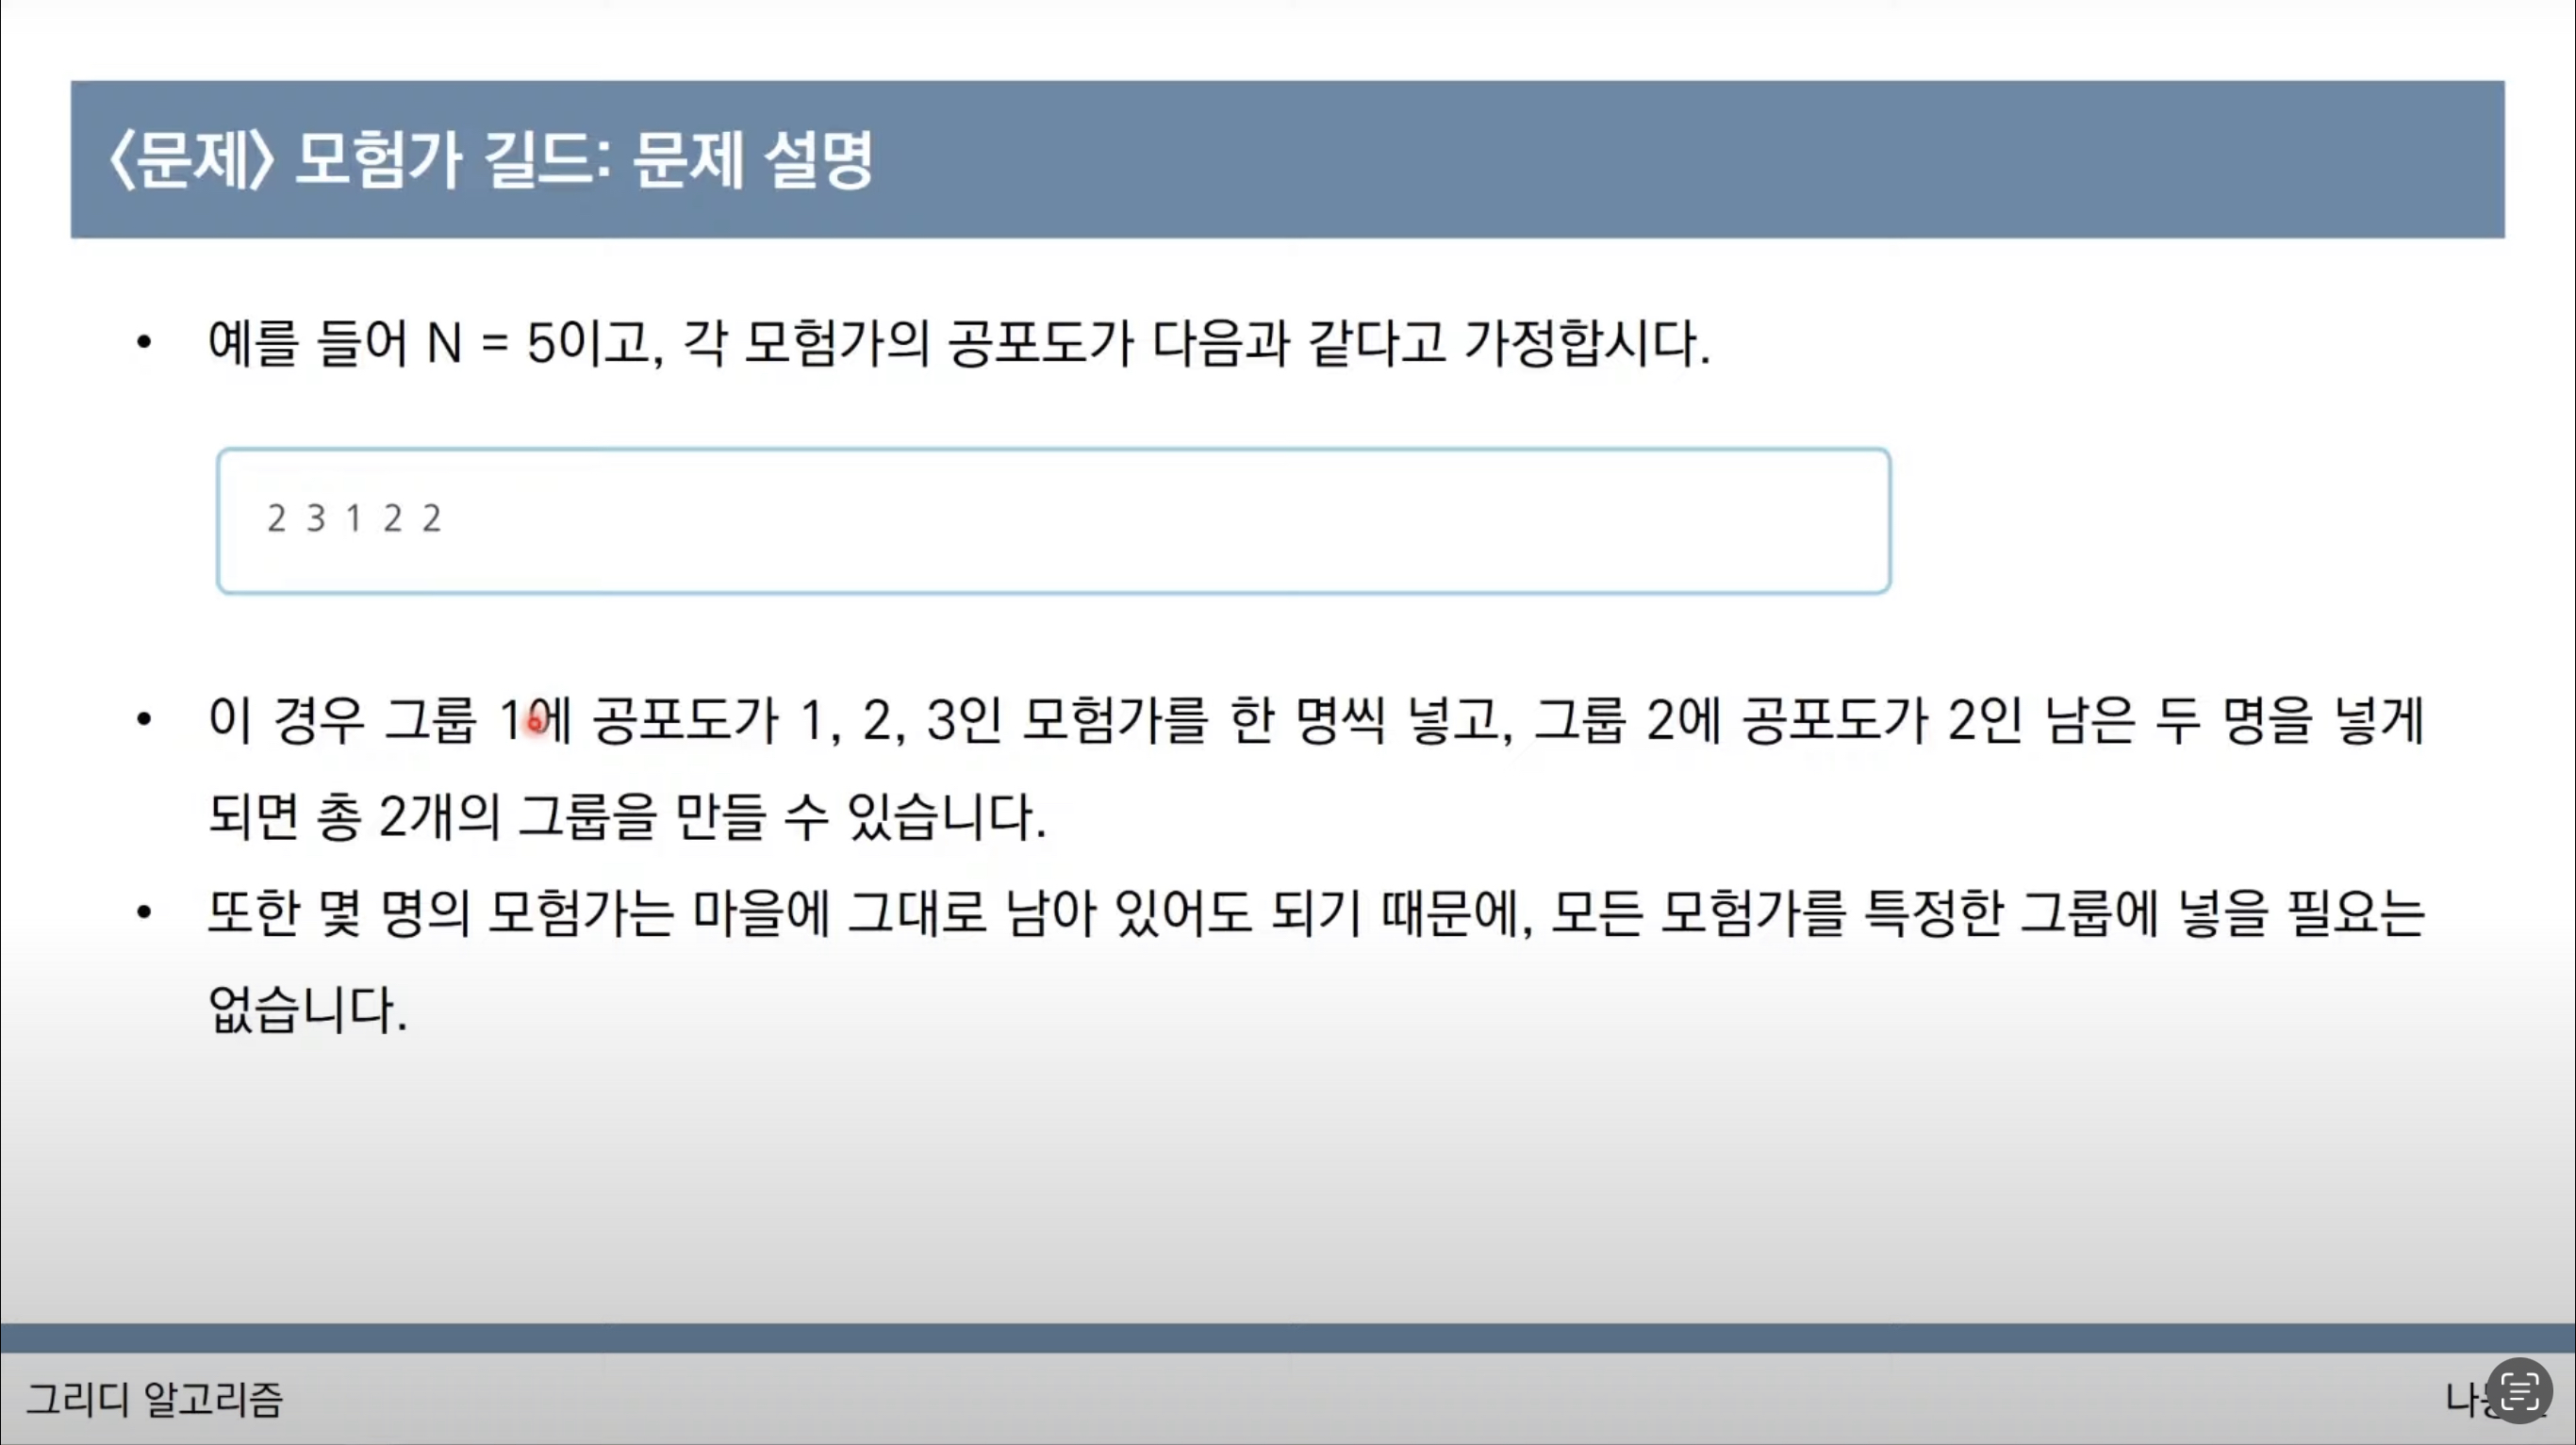 〈문제〉 모험가 길드: 문제 설명
• 예를 들어 N = 5이고, 각 모험가의 공포도가 다음과 같다고 가정합시다.
2 3 1 2 2
• 이 경우 그룹 1에 공포도가 1, 2, 3인 모험가를 한 명씩 넣고, 그룹 2에 공포도가 2인 남은 두 명을 넣게
되면 총 2개의 그룹을 만들 수 있습니다.
• 또한 몇 명의 모험가는 마을에 그대로 남아 있어도 되기 때문에, 모든 모험가를 특정한 그룹에 넣을 필요는
없습니다.
그리디 알고리즘